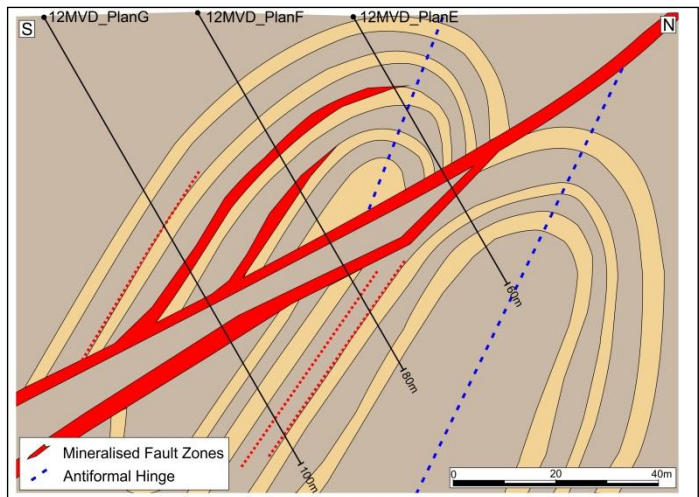 12MVD_PlanG 12MVD_PlanF 12MVD_PlanE
S N
60m
80m
100m
Mineralised Fault Zones
Antiformal Hinge
0 20 40m